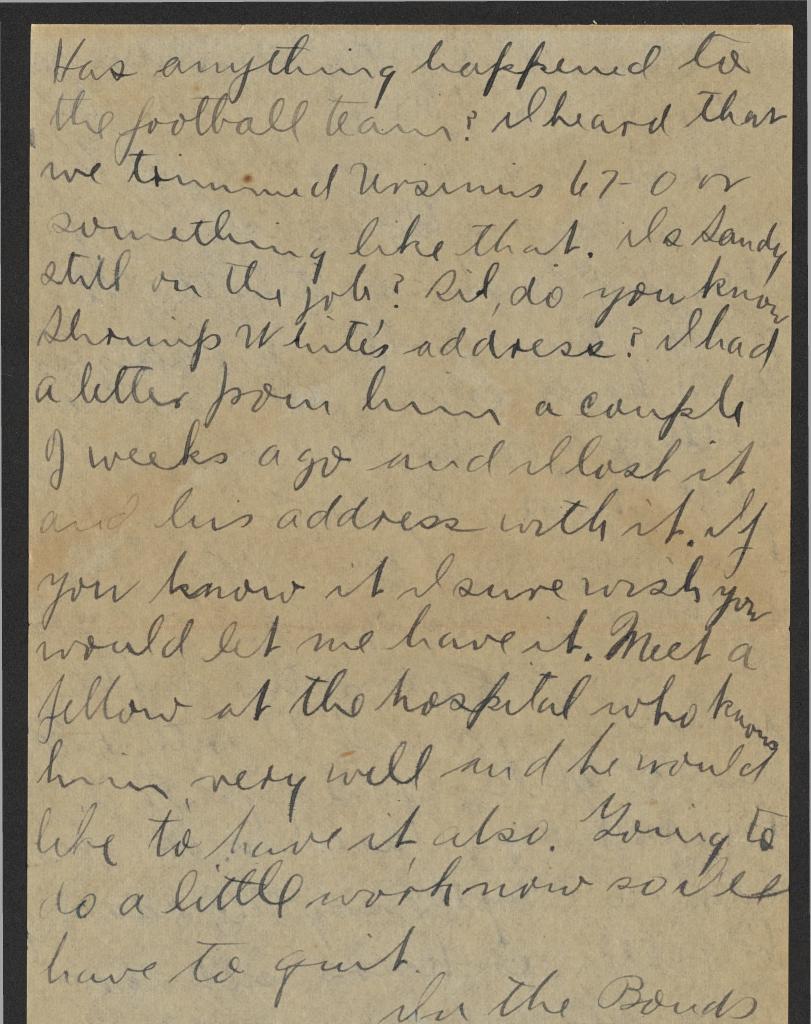 Has anything happened to
the football team? I heard that
we trimmed Ursinus 67-0 or
something like that. Is Sandy
still on the job? Sid, do you know
Shrimp White's address? I had
a letter from him a couple
of weeks ago and I lost it
and his address with it. If
you know it I sure wish you
would let me have it. Meet a
fellow at the hospital who knows
him very well and he would
like to have it also. Going to
do a little work now so I'll
have to quit.
In the Bonds